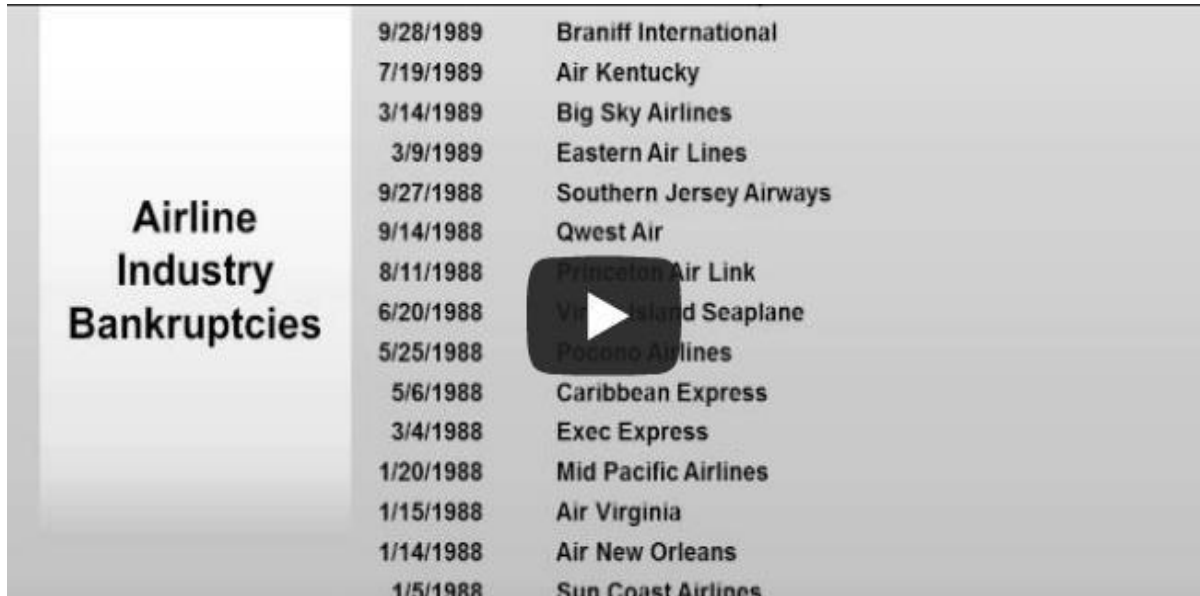 Airline
Industry
Bankruptcies
9/28/1989 Braniff International
7/19/1989 Air Kentucky
3/14/1989 Big Sky Airlines
3/9/1989 Eastern Air Lines
9/27/1988 Southern Jersey Airways
9/14/1988 Qwest Air
8/11/1988 Princeton Air Link
6/20/1988 Island Seaplane
5/25/1988 Pocono Airlines
5/6/1988 Caribbean Express
3/4/1988 Exec Express
1/20/1988 Mid Pacific Airlines
1/15/1988 Air Virginia
1/14/1988 Air New Orleans
1/5/1988 Sun Coast Airlines